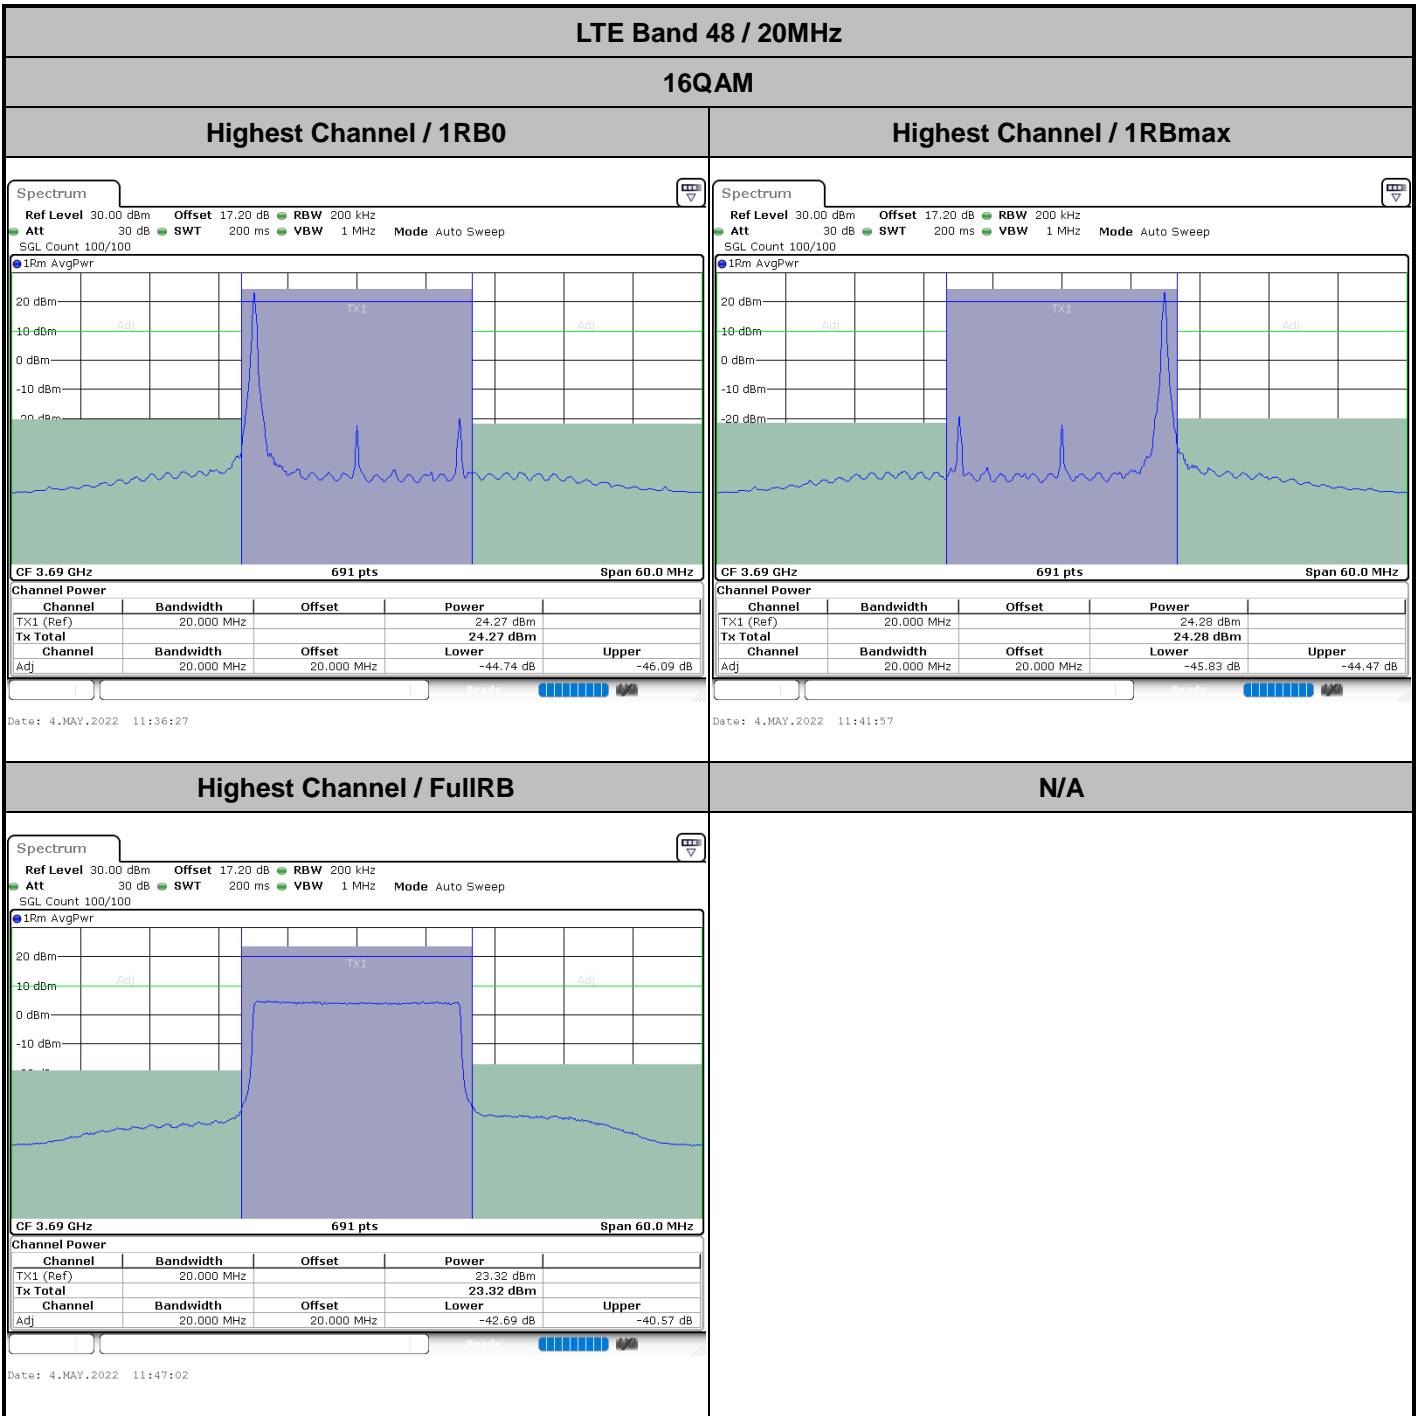 LTE Band 48 / 20MHz
16QAM
Highest Channel / 1RB0
Highest Channel / 1RBmax
Spectrum
Ref Level 30.00 dBm Offset 17.20 dB RBW 200 kHz
Att 30 dB SWT 200 ms VBW 1 MHz Mode Auto Sweep
SGL Count 100/100
1Rm AvgPwr
20 dBm
TX1
Adj
Adj
10 dBm
0 dBm
-10 dBm
-20 dBm
CF 3.69 GHz 691 pts Span 60.0 MHz
Channel Power
Channel Bandwidth Offset Power
TX1 (Ref) 20.000 MHz 24.27 dBm
Tx Total 24.27 dBm
Channel Bandwidth Offset Lower Upper
Adj 20.000 MHz 20.000 MHz -44.74 dB -46.09 dB
Ready
Date: 4.MAY.2022 11:36:27
Spectrum
Ref Level 30.00 dBm Offset 17.20 dB RBW 200 kHz
Att 30 dB SWT 200 ms VBW 1 MHz Mode Auto Sweep
SGL Count 100/100
1Rm AvgPwr
20 dBm
TX1
Adj
Adj
10 dBm
0 dBm
-10 dBm
-20 dBm
CF 3.69 GHz 691 pts Span 60.0 MHz
Channel Power
Channel Bandwidth Offset Power
TX1 (Ref) 20.000 MHz 24.28 dBm
Tx Total 24.28 dBm
Channel Bandwidth Offset Lower Upper
Adj 20.000 MHz 20.000 MHz -45.83 dB -44.47 dB
Ready
Date: 4.MAY.2022 11:41:57
Highest Channel / FullRB
N/A
Spectrum
Ref Level 30.00 dBm Offset 17.20 dB RBW 200 kHz
Att 30 dB SWT 200 ms VBW 1 MHz Mode Auto Sweep
SGL Count 100/100
1Rm AvgPwr
20 dBm
TX1
Adj
Adj
10 dBm
0 dBm
-10 dBm
CF 3.69 GHz 691 pts Span 60.0 MHz
Channel Power
Channel Bandwidth Offset Power
TX1 (Ref) 20.000 MHz 23.32 dBm
Tx Total 23.32 dBm
Channel Bandwidth Offset Lower Upper
Adj 20.000 MHz 20.000 MHz -42.69 dB -40.57 dB
Ready
Date: 4.MAY.2022 11:47:02